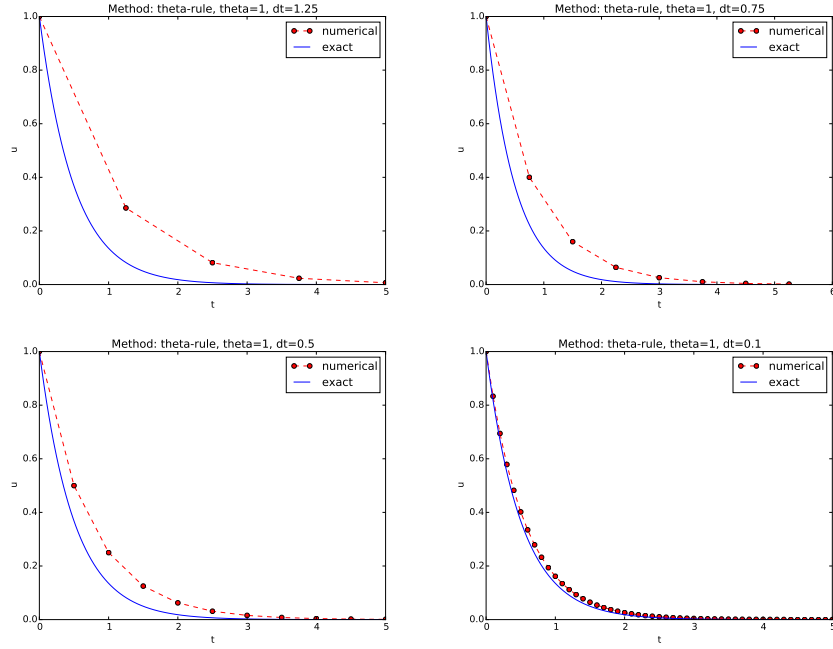 Method: theta-rule, theta=1, dt=1.25
numerical
exact
1.0
0.8
0.6
0.4
0.2
0.0
u
0 1 2 3 4 5
t
Method: theta-rule, theta=1, dt=0.75
numerical
exact
1.0
0.8
0.6
0.4
0.2
0.0
u
0 1 2 3 4 5 6
t
Method: theta-rule, theta=1, dt=0.5
numerical
exact
1.0
0.8
0.6
0.4
0.2
0.0
u
0 1 2 3 4 5
t
Method: theta-rule, theta=1, dt=0.1
numerical
exact
1.0
0.8
0.6
0.4
0.2
0.0
u
0 1 2 3 4 5
t